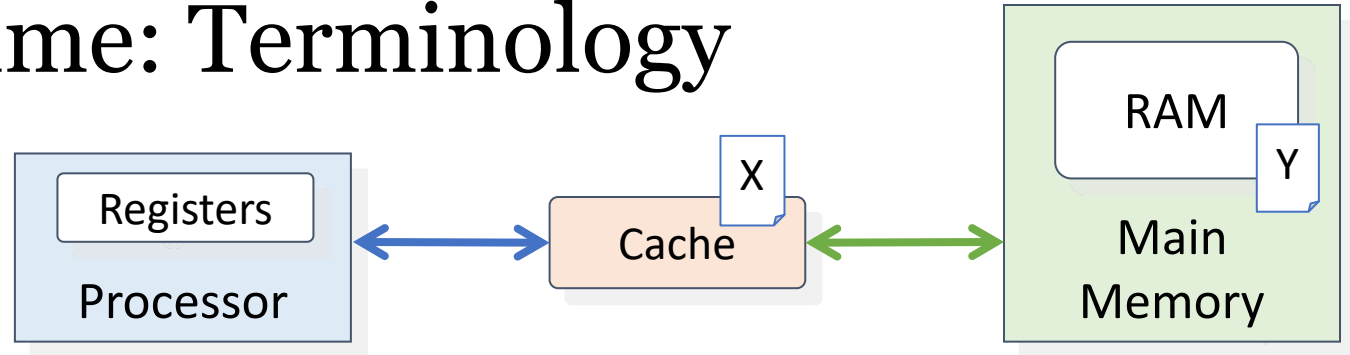 me: Terminology
RAM
Y
X
Registers
Cache
Main
Memory
Processor